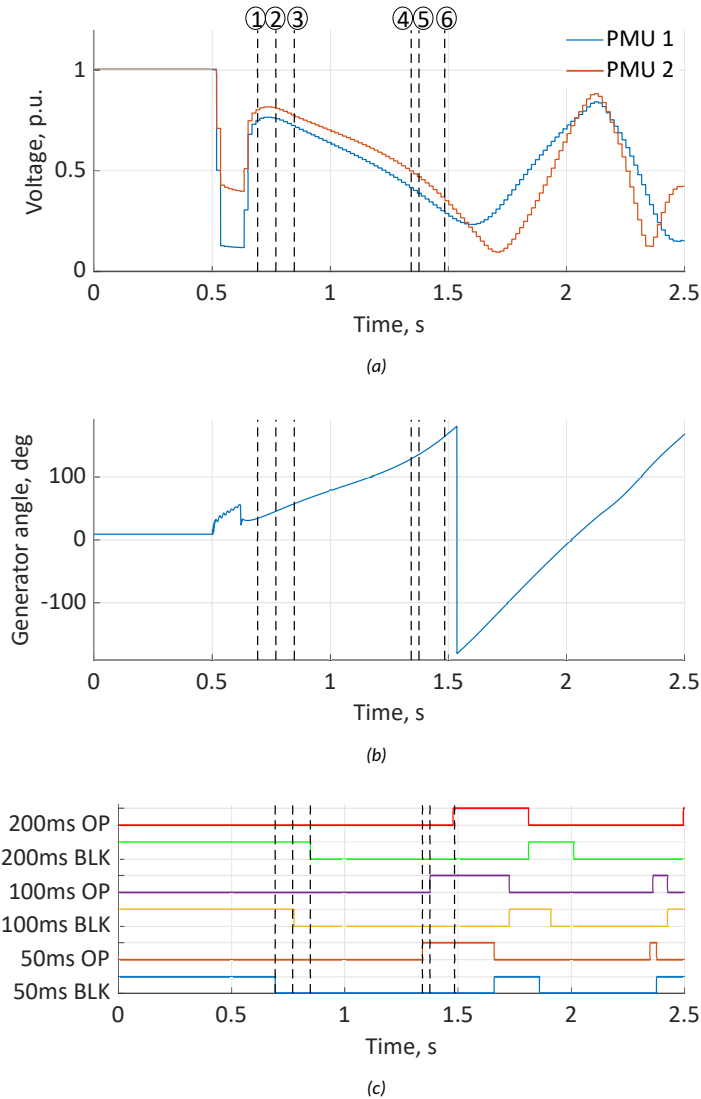 ①②③ ④⑤⑥
PMU 1
PMU 2
Voltage, p.u.
1
0.5
0
0 0.5 1 1.5 2 2.5
Time, s
(a)
Generator angle, deg
100
0
-100
0 0.5 1 1.5 2 2.5
Time, s
(b)
200ms OP
200ms BLK
100ms OP
100ms BLK
50ms OP
50ms BLK
0 0.5 1 1.5 2 2.5
Time, s
(c)